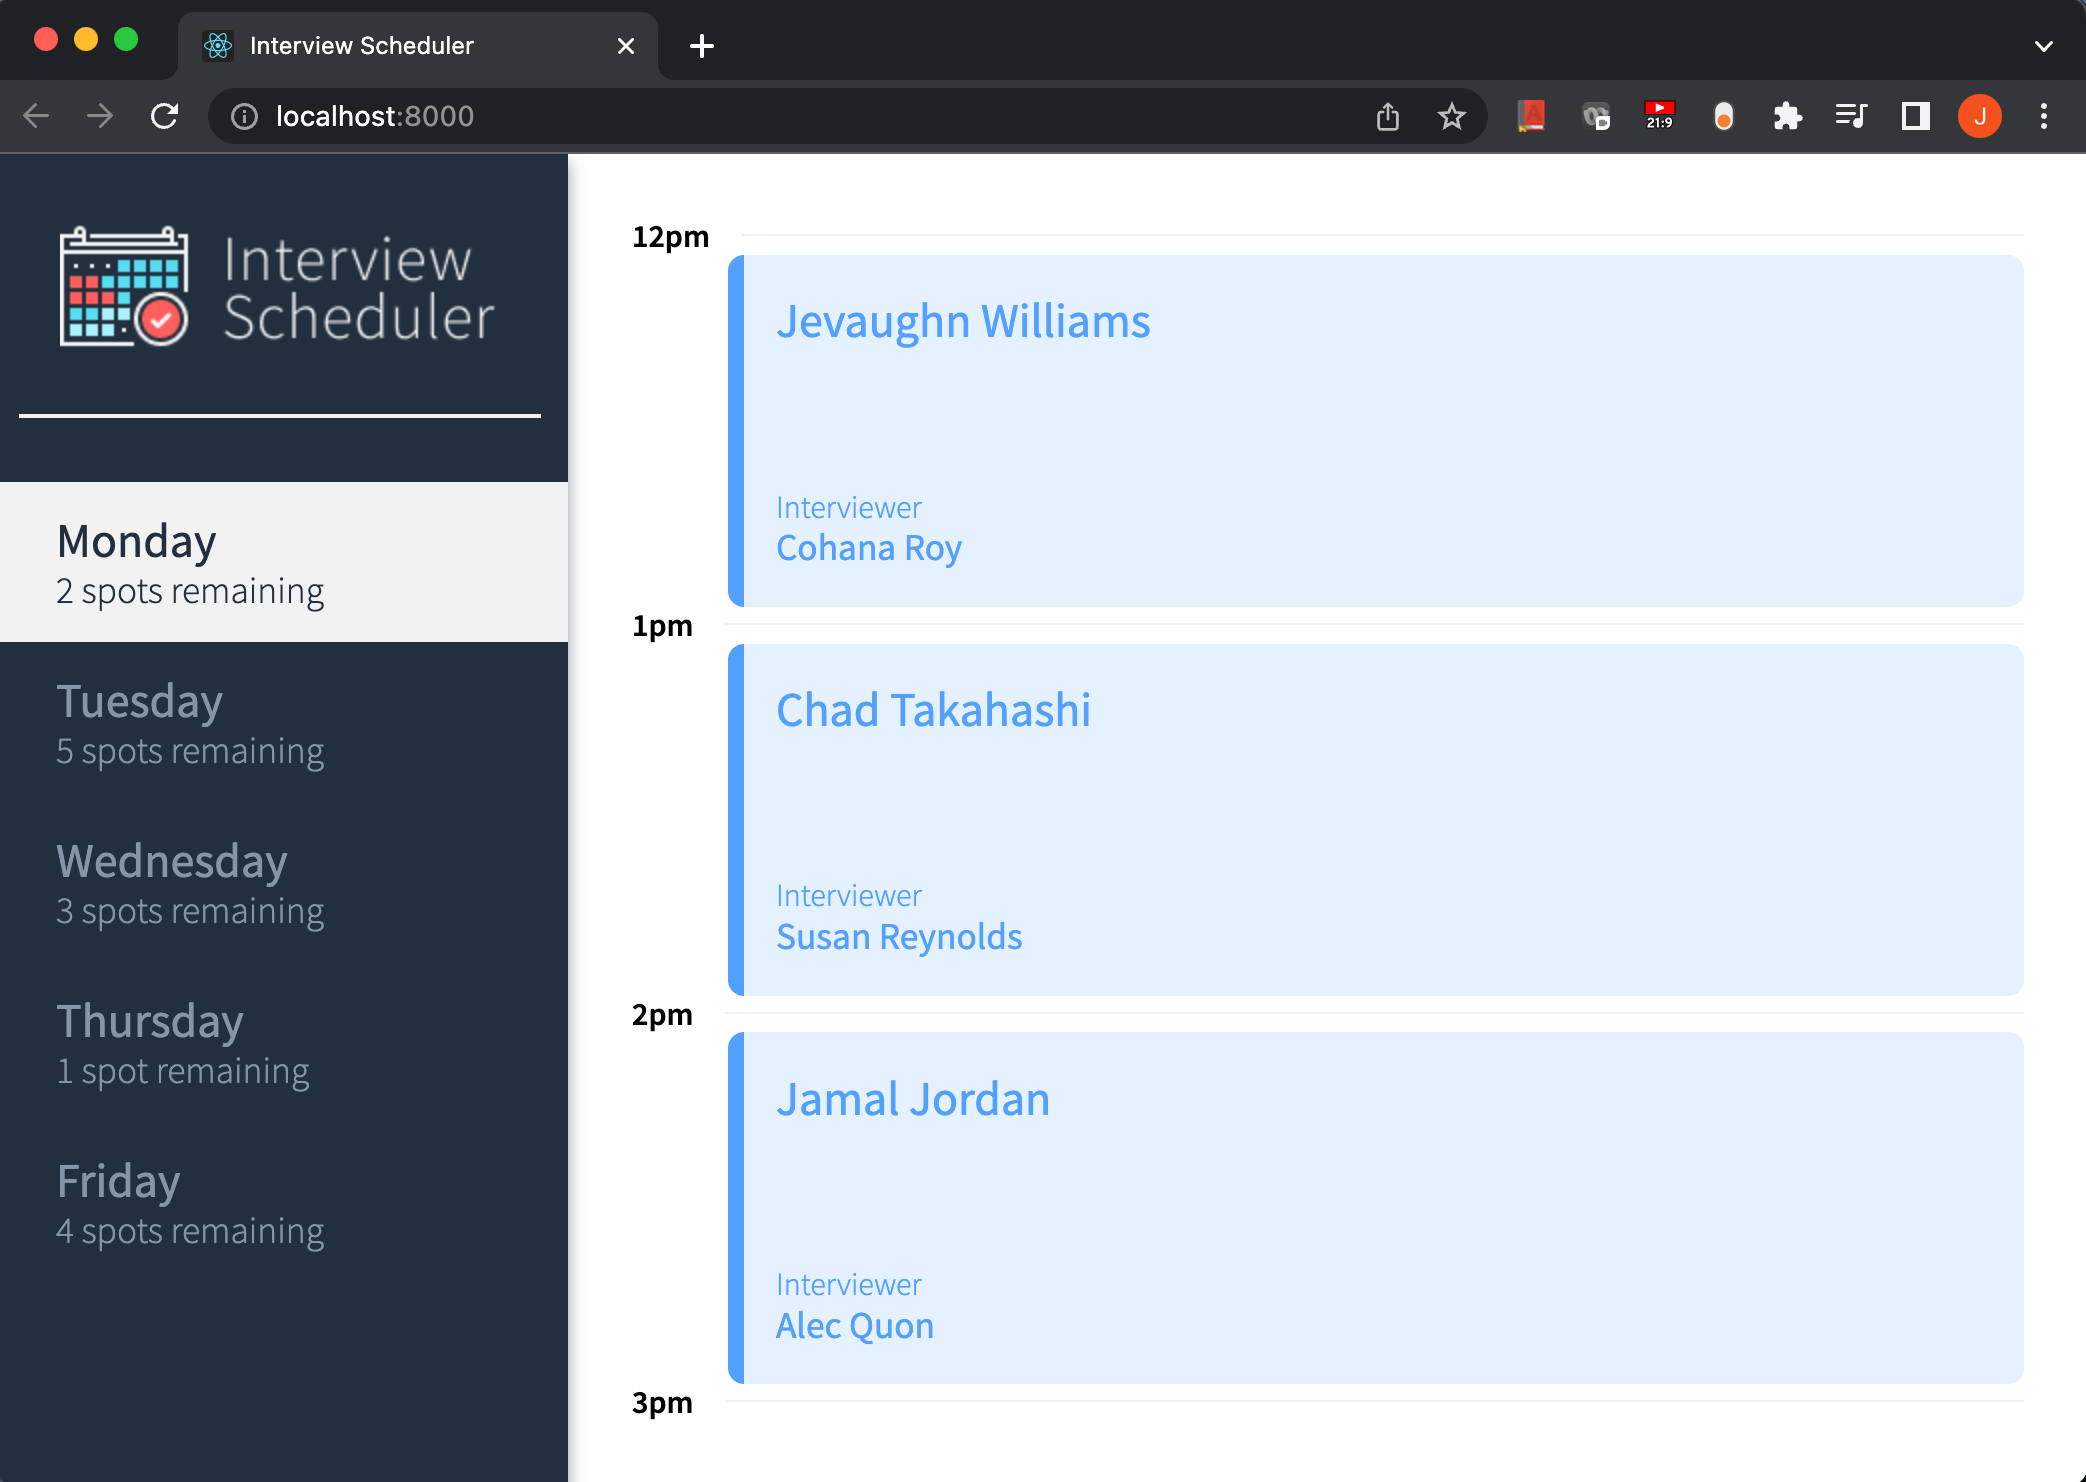 Interview Scheduler
localhost:8000
21:9
J
Interview
Scheduler
Monday
2 spots remaining
Tuesday
5 spots remaining
Wednesday
3 spots remaining
Thursday
1 spot remaining
Friday
4 spots remaining
12pm
Jevaughn Williams
Interviewer
Cohana Roy
1pm
Chad Takahashi
Interviewer
Susan Reynolds
2pm
Jamal Jordan
Interviewer
Alec Quon
3pm